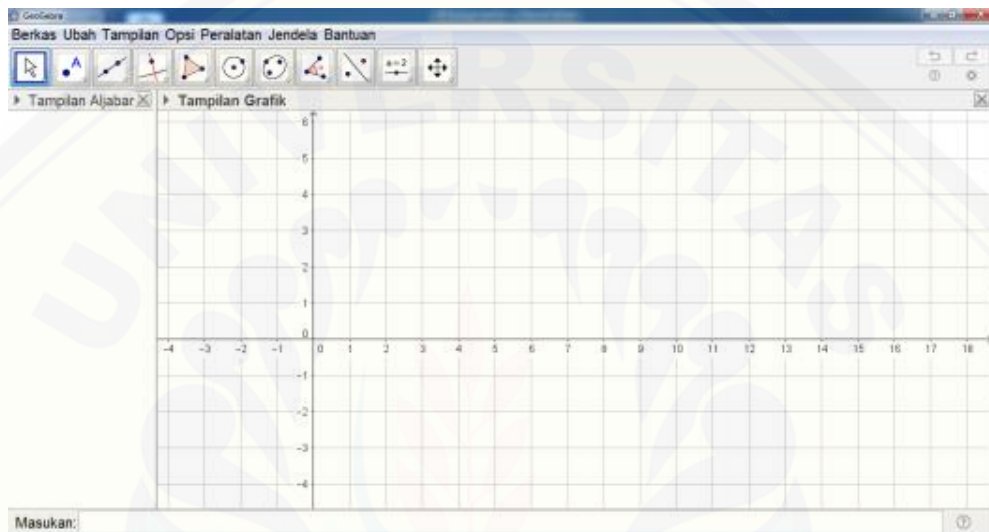 GeoGebra
Berkas Ubah Tampilan Opsi Peralatan Jendela Bantuan
A
a=2
Tampilan Aljabar Tampilan Grafik
6
5
4
3
2
1
0
-4 -3 -2 -1 0 1 2 3 4 5 6 7 8 9 10 11 12 13 14 15 16 17 18
-1
-2
-3
-4
Masukan:
UNIVERSITAS